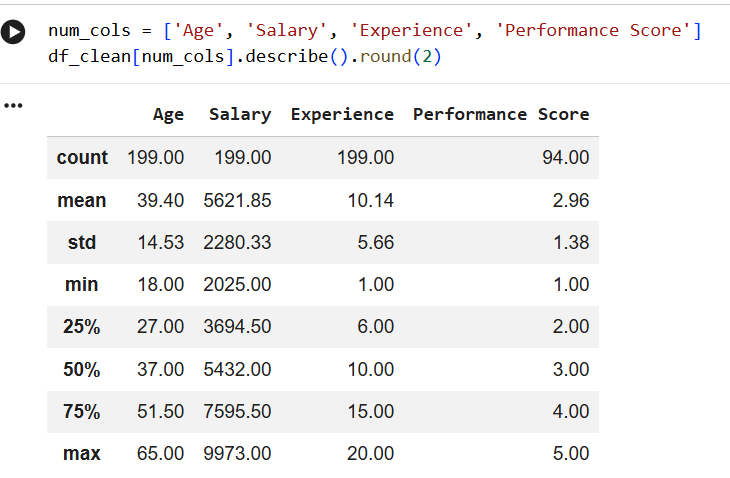 num_cols = ['Age', 'Salary', 'Experience', 'Performance Score']
df_clean[num_cols].describe().round(2)
Age Salary Experience Performance Score
count 199.00 199.00 199.00 94.00
mean 39.40 5621.85 10.14 2.96
std 14.53 2280.33 5.66 1.38
min 18.00 2025.00 1.00 1.00
25% 27.00 3694.50 6.00 2.00
50% 37.00 5432.00 10.00 3.00
75% 51.50 7595.50 15.00 4.00
max 65.00 9973.00 20.00 5.00